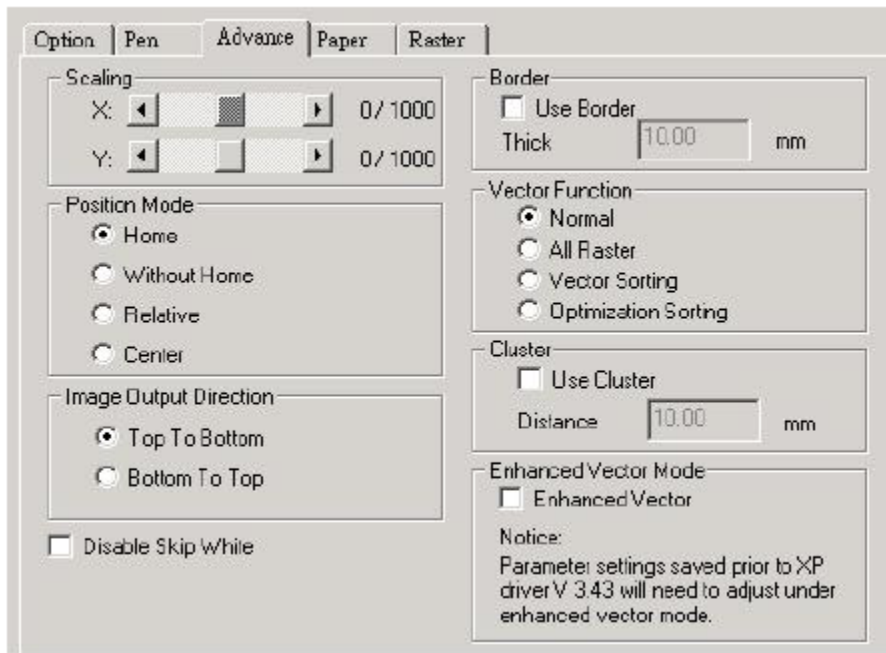 Option Pen Advance Paper Raster
Scaling
X: 0/ 1000
Y: 0/ 1000
Position Mode
Home
Without Home
Relative
Center
Image Output Direction
Top To Bottom
Bottom To Top
Disable Skip While
Border
Use Border
Thick 10.00 mm
Vector Function
Normal
All Raster
Vector Sorting
Optimization Sorting
Cluster
Use Cluster
Distance 10.00 mm
Enhanced Vector Mode
Enhanced Vector
Notice:
Parameter settings saved prior to XP
driver V 3.43 will need to adjust under
enhanced vector mode.